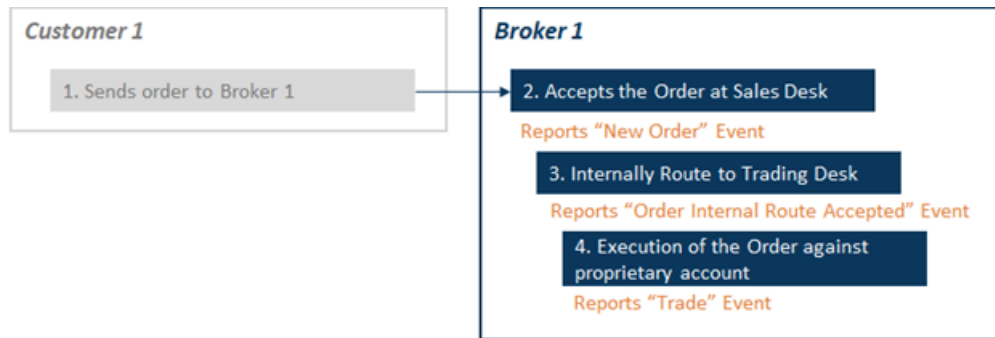 Customer 1
1. Sends order to Broker 1
Broker 1
2. Accepts the Order at Sales Desk
Reports “New Order” Event
3. Internally Route to Trading Desk
Reports “Order Internal Route Accepted” Event
4. Execution of the Order against
proprietary account
Reports “Trade” Event